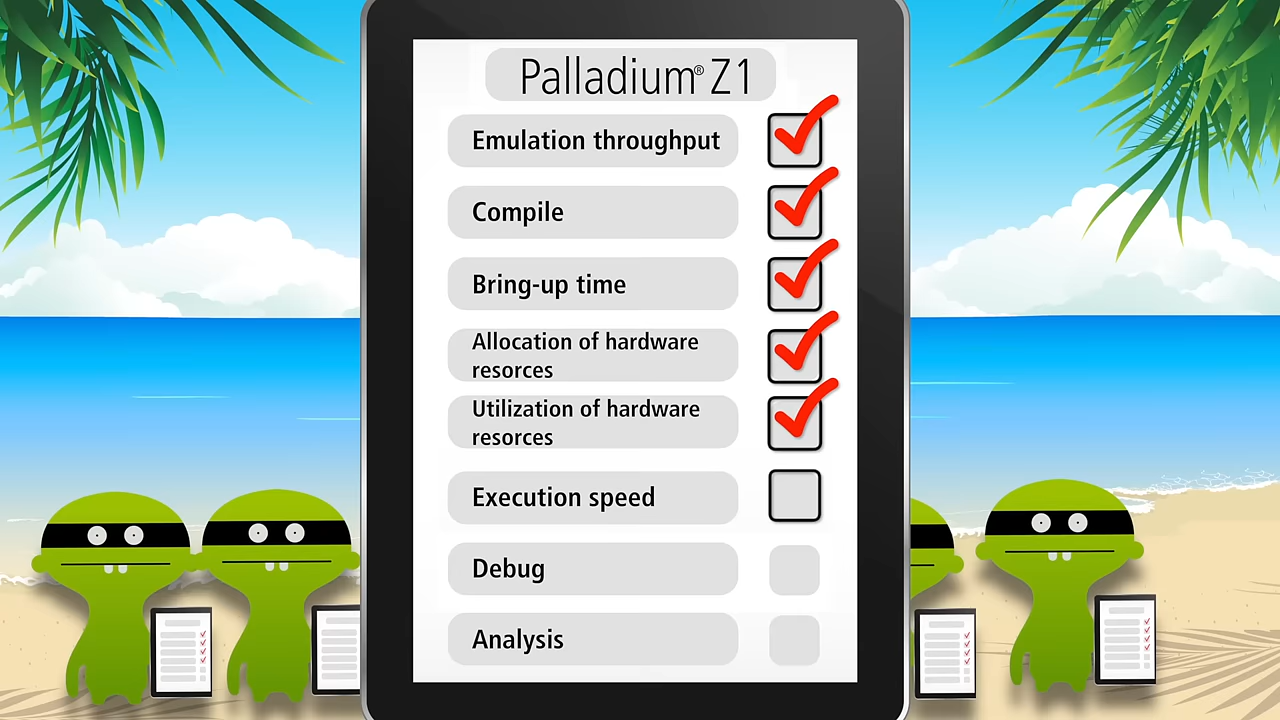 Palladium® Z1
Emulation throughput
Compile
Bring-up time
Allocation of hardware
resorces
Utilization of hardware
resorces
Execution speed
Debug
Analysis